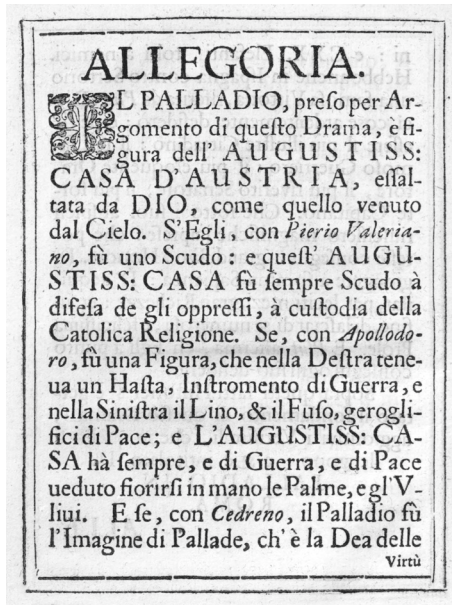 ALLEGORIA.
IL PALLADIO, preſo per Ar-
gomento di queſto Drama, e fi-
gura dell' AUGUSTISS:
CASA D'AUSTRIA, eſſal-
tata da DIO, come quello venuto
dal Cielo. S'Egli, con Pierio Valeria-
no, fù uno Scudo: e queſt' AUGU-
STISS: CASA fù ſempre Scudo à
difeſa de gli oppreſſi, à cuſtodia della
Catolica Religione. Se, con Apollodo-
ro, fù una Figura, che nella Deſtra tene-
ua un Haſta, Inſtromento di Guerra, e
nella Siniſtra il Lino, & il Fuſo, gerogli-
fici di Pace; e L'AUGUSTISS: CA-
SA hà ſempre, e di Guerra, e di Pace
ueduto fiorirſi in mano le Palme, e gl'V-
liui. E ſe, con Cedreno, il Palladio fù
l'Imagine di Pallade, ch' è la Dea delle
Virtù